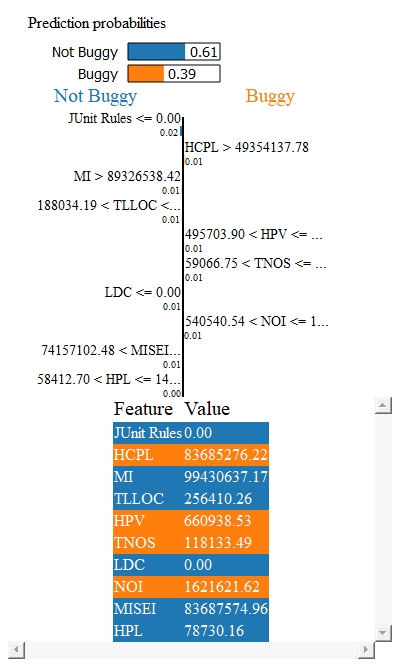 Prediction probabilities
Not Buggy 0.61
Buggy 0.39
Not Buggy Buggy
JUnit Rules <= 0.00
0.02
HCPL > 49354137.78
0.01
MI > 89326538.42
0.01
188034.19 < TLLOC <...
0.01
495703.90 < HPV <= ...
0.01
59066.75 < TNOS <= ...
0.01
LDC <= 0.00
0.01
540540.54 < NOI <= 1...
0.01
74157102.48 < MISEI...
0.01
58412.70 < HPL <= 14...
0.00
Feature Value
JUnit Rules 0.00
HCPL 83685276.22
MI 99430637.17
TLLOC 256410.26
HPV 660938.53
TNOS 118133.49
LDC 0.00
NOI 1621621.62
MISEI 83687574.96
HPL 78730.16